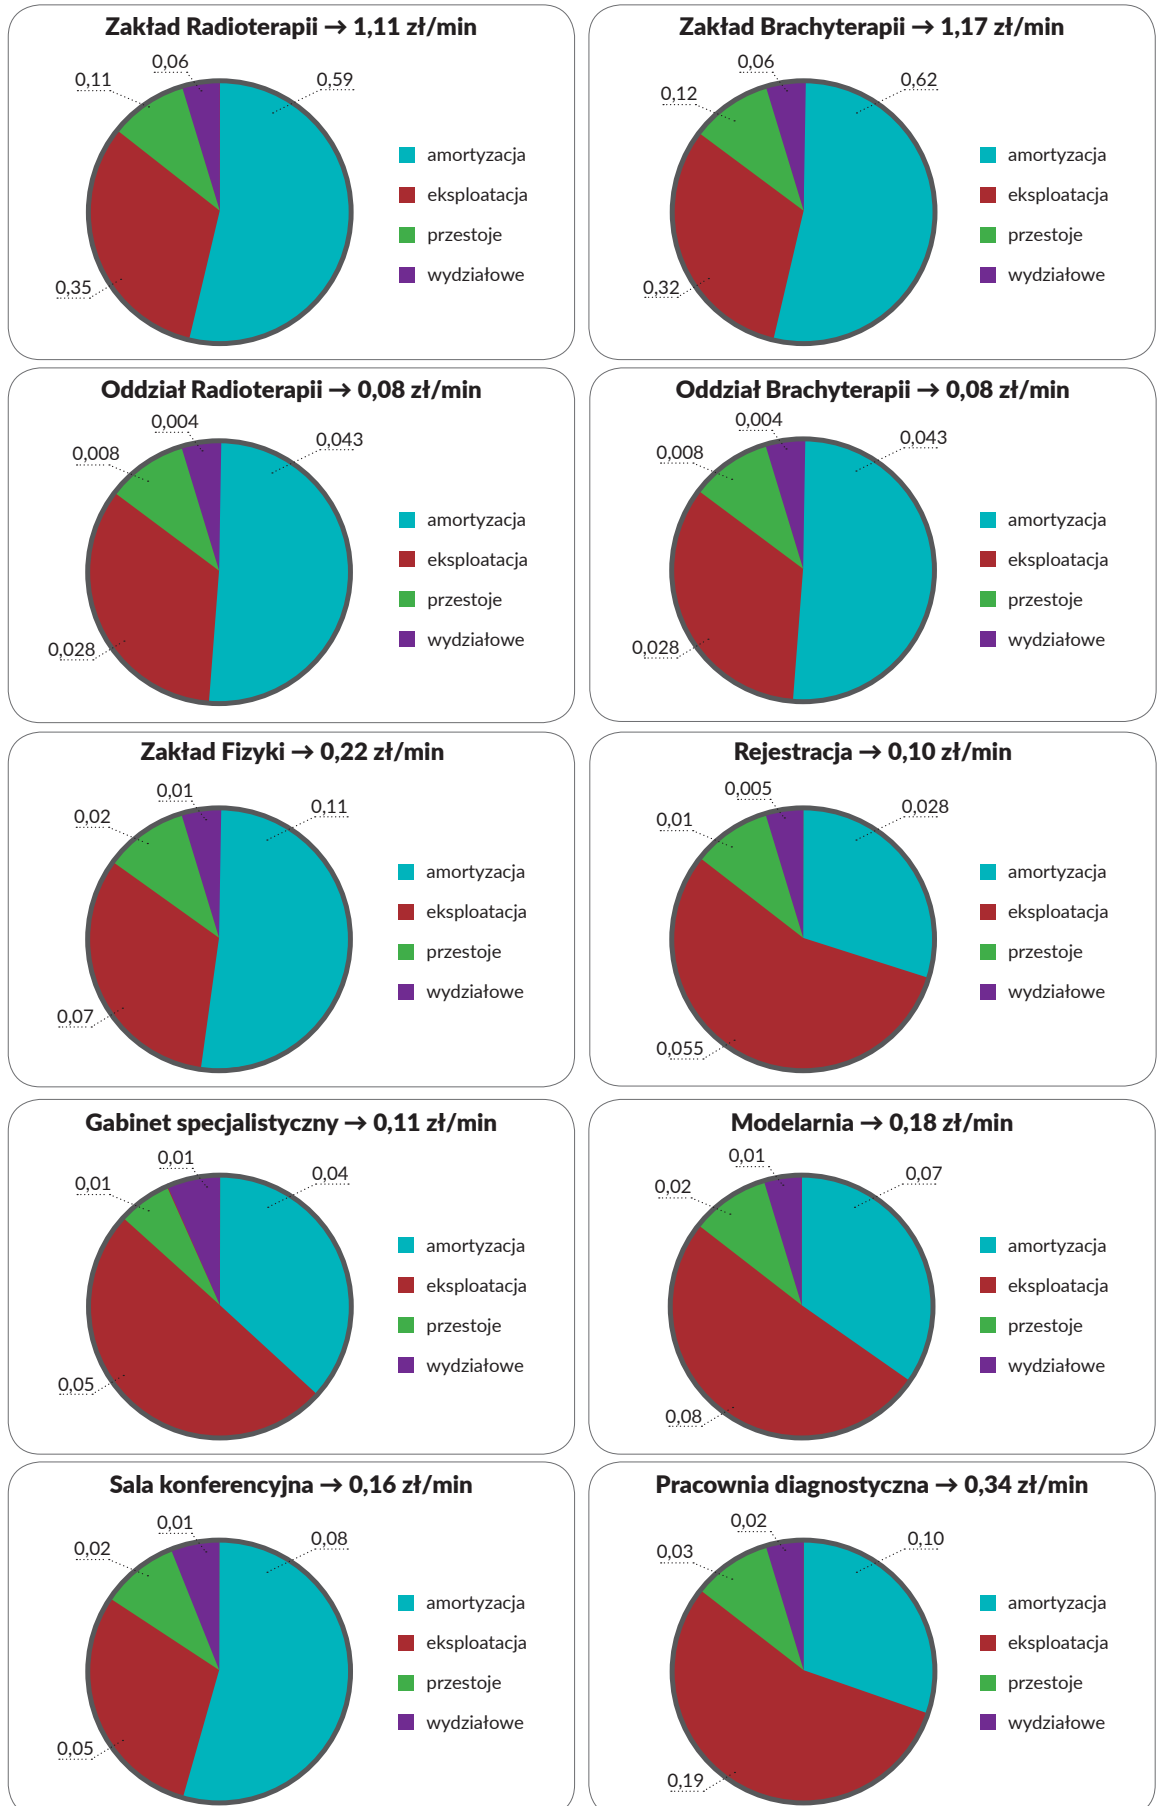 Zakład Radioterapii → 1,11 zł/min
0,06
0,11
0,59
amortyzacja
eksploatacja
przestoje
wydziałowe
0,35
Zakład Brachyterapii → 1,17 zł/min
0,06
0,12
0,62
amortyzacja
eksploatacja
przestoje
wydziałowe
0,32
Oddział Radioterapii → 0,08 zł/min
0,004
0,008
0,043
amortyzacja
eksploatacja
przestoje
wydziałowe
0,028
Oddział Brachyterapii → 0,08 zł/min
0,004
0,008
0,043
amortyzacja
eksploatacja
przestoje
wydziałowe
0,028
Zakład Fizyki → 0,22 zł/min
0,01
0,02
0,11
amortyzacja
eksploatacja
przestoje
wydziałowe
0,07
Rejestracja → 0,10 zł/min
0,005
0,01
0,028
amortyzacja
eksploatacja
przestoje
wydziałowe
0,055
Gabinet specjalistyczny → 0,11 zł/min
0,01
0,01
0,04
amortyzacja
eksploatacja
przestoje
wydziałowe
0,05
Modelarnia → 0,18 zł/min
0,01
0,02
0,07
amortyzacja
eksploatacja
przestoje
wydziałowe
0,08
Sala konferencyjna → 0,16 zł/min
0,01
0,02
0,08
amortyzacja
eksploatacja
przestoje
wydziałowe
0,05
Pracownia diagnostyczna → 0,34 zł/min
0,02
0,03
0,10
amortyzacja
eksploatacja
przestoje
wydziałowe
0,19